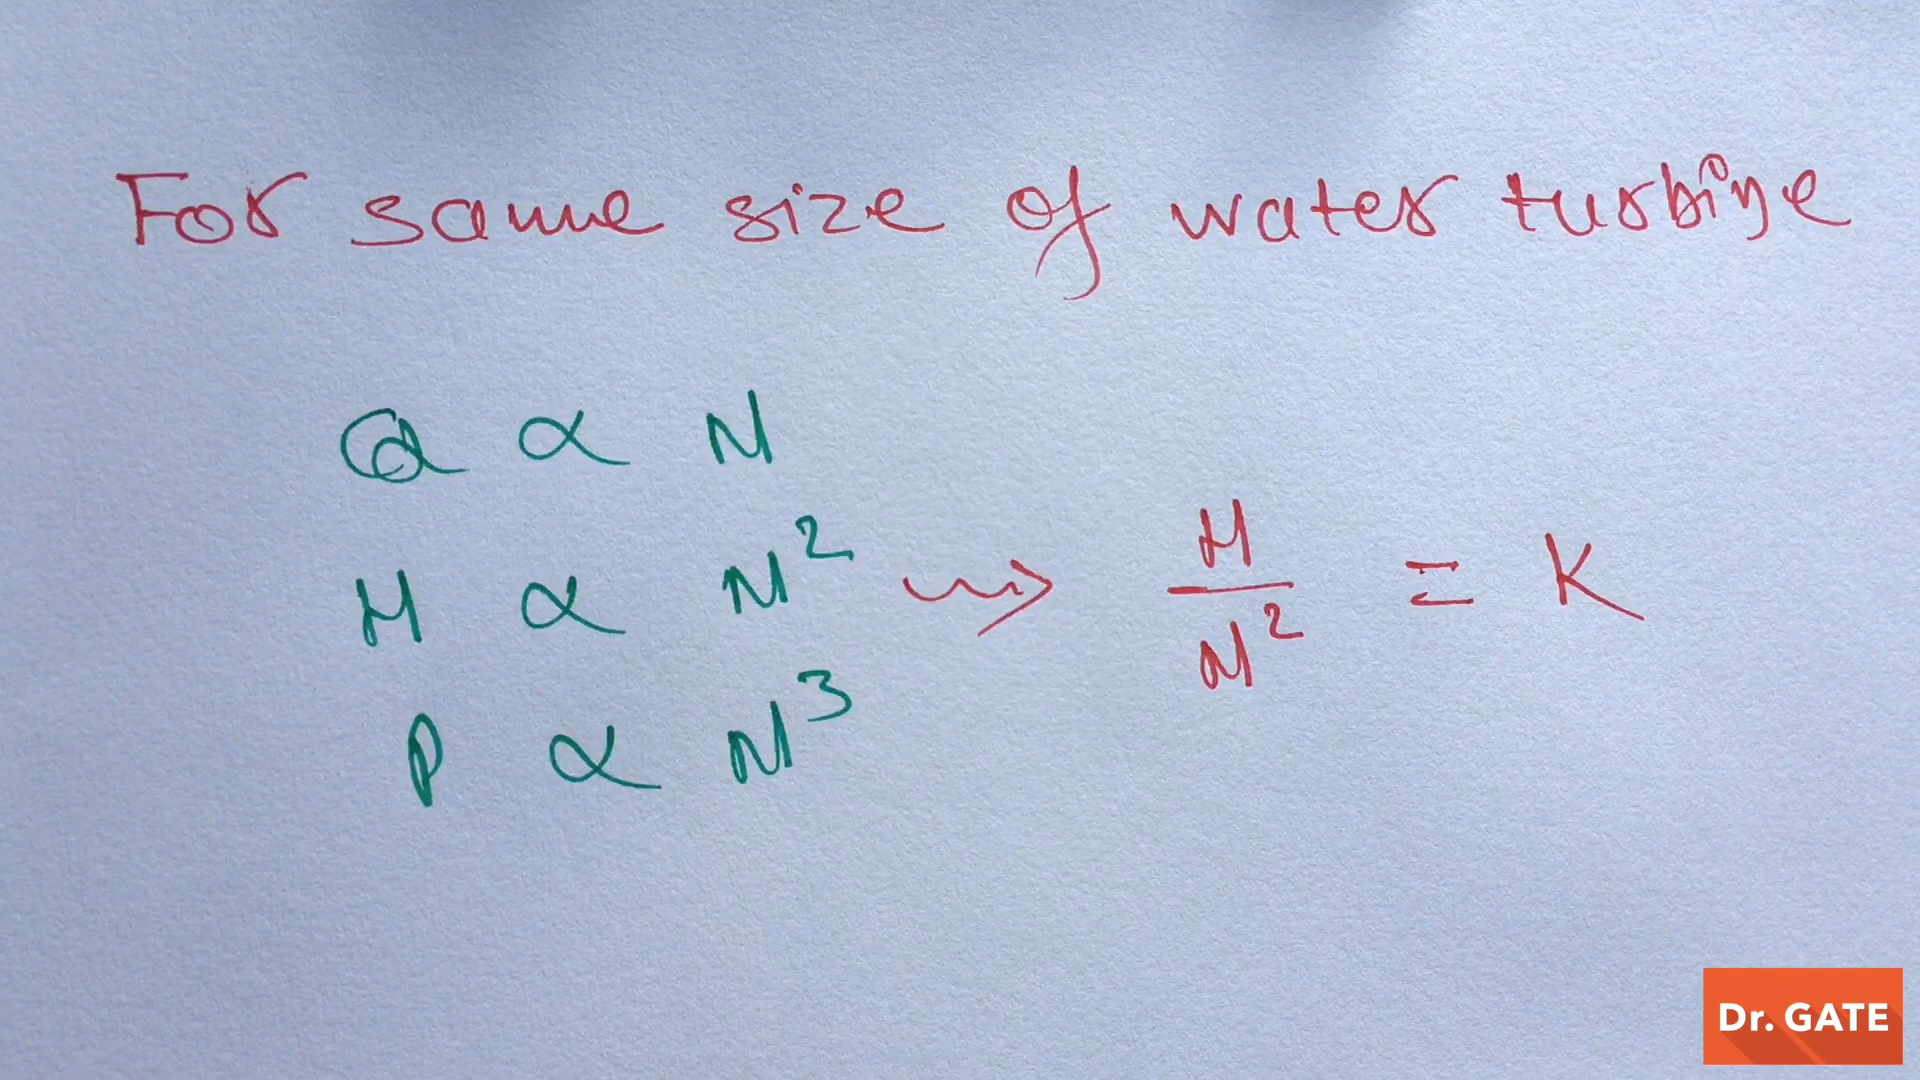 For same size of water turbine
Q ∝ N
H ∝ N² ⇝ H/N² = K
P ∝ N³
Dr. GATE